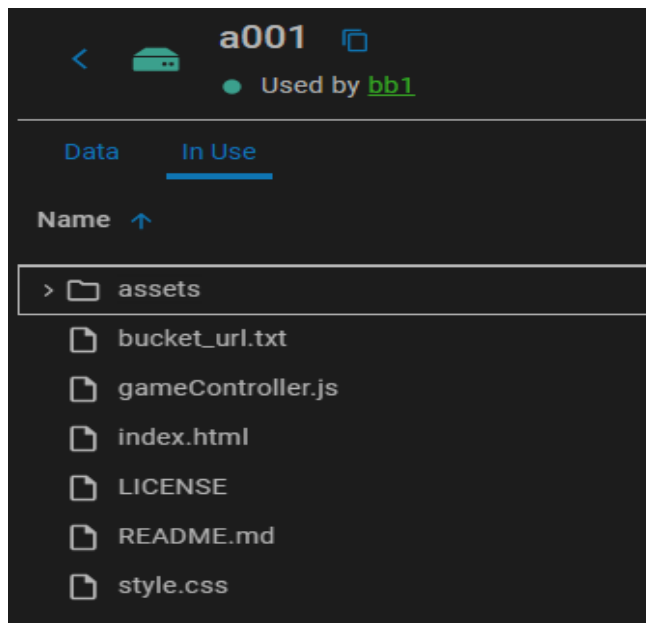 a001
Used by bb1
Data In Use
Name
assets
bucket_url.txt
gameController.js
index.html
LICENSE
README.md
style.css